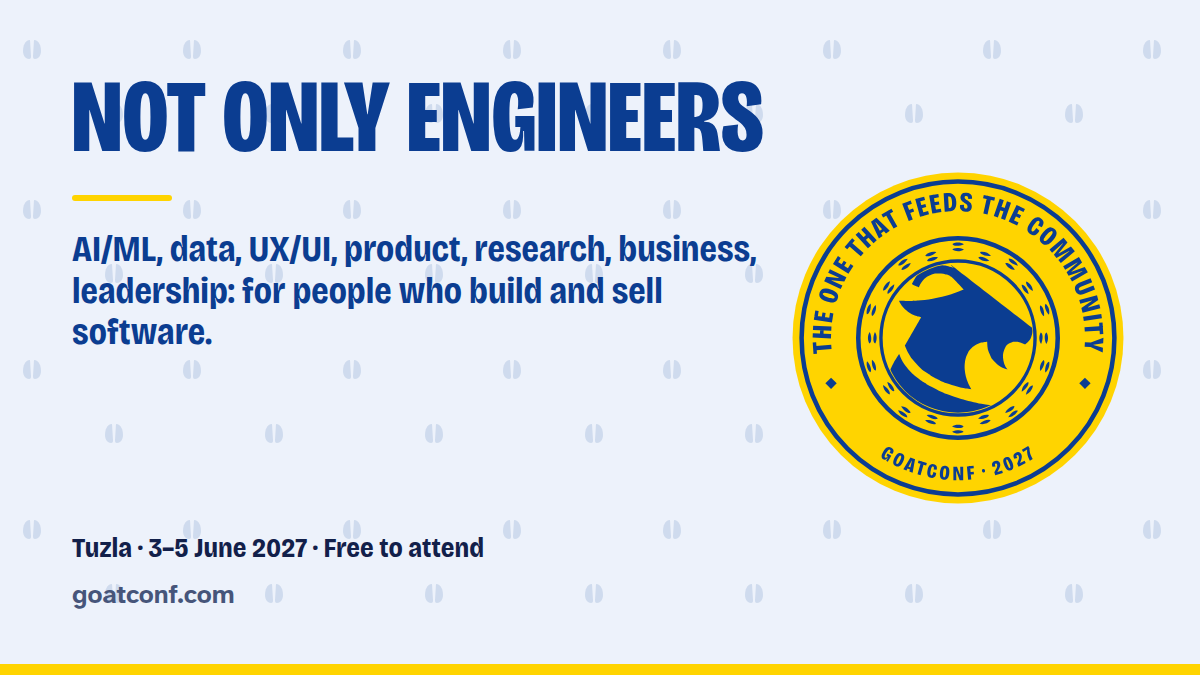 NOT ONLY ENGINEERS
AI/ML, data, UX/UI, product, research, business,
leadership: for people who build and sell
software.
THE ONE THAT FEEDS THE COMMUNITY
GOATCONF · 2027
Tuzla · 3–5 June 2027 · Free to attend
goatconf.com